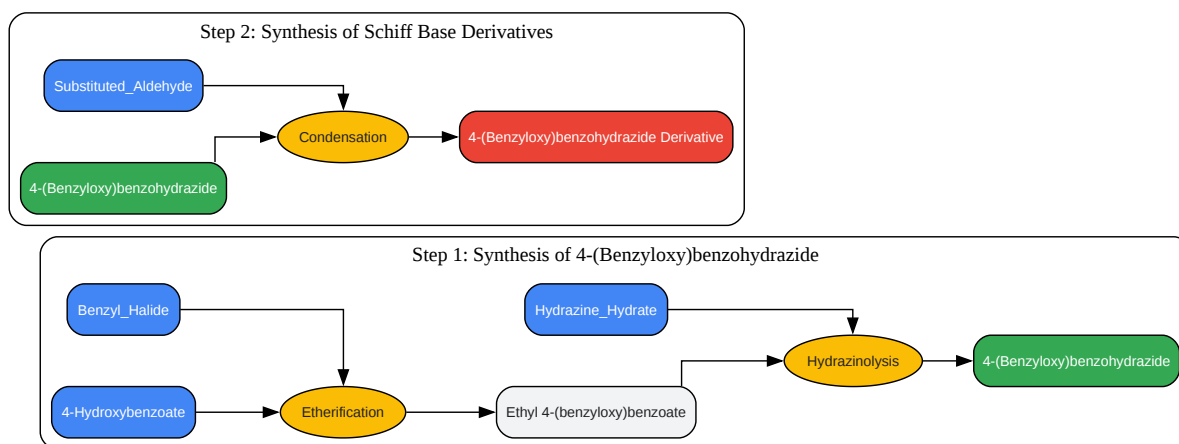 Step 2: Synthesis of Schiff Base Derivatives
Substituted_Aldehyde
Condensation
4-(Benzyloxy)benzohydrazide Derivative
4-(Benzyloxy)benzohydrazide
Step 1: Synthesis of 4-(Benzyloxy)benzohydrazide
Benzyl_Halide
Hydrazine_Hydrate
Hydrazinolysis
4-(Benzyloxy)benzohydrazide
4-Hydroxybenzoate
Etherification
Ethyl 4-(benzyloxy)benzoate